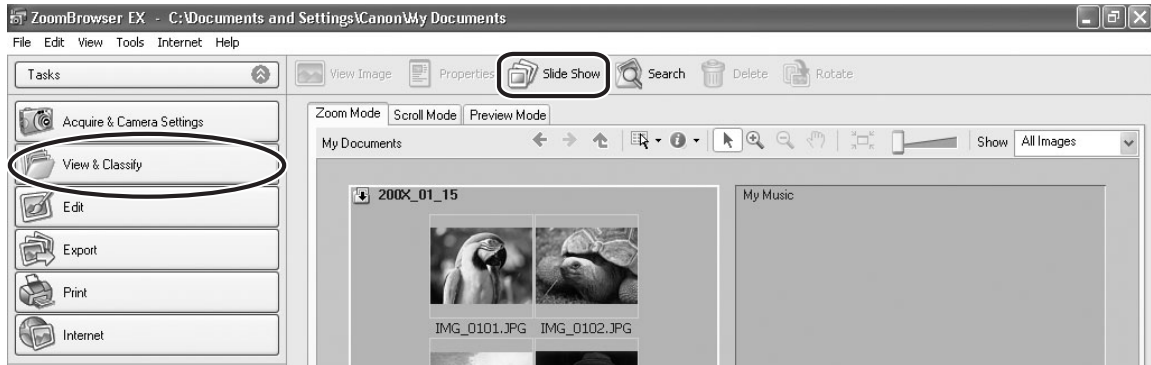 ZoomBrowser EX - C:\Documents and Settings\Canon\My Documents
File Edit View Tools Internet Help
Tasks
View Image Properties Slide Show Search Delete Rotate
Acquire & Camera Settings
View & Classify
Edit
Export
Print
Internet
Zoom Mode Scroll Mode Preview Mode
My Documents
Show All Images
200X_01_15
My Music
IMG_0101.JPG IMG_0102.JPG